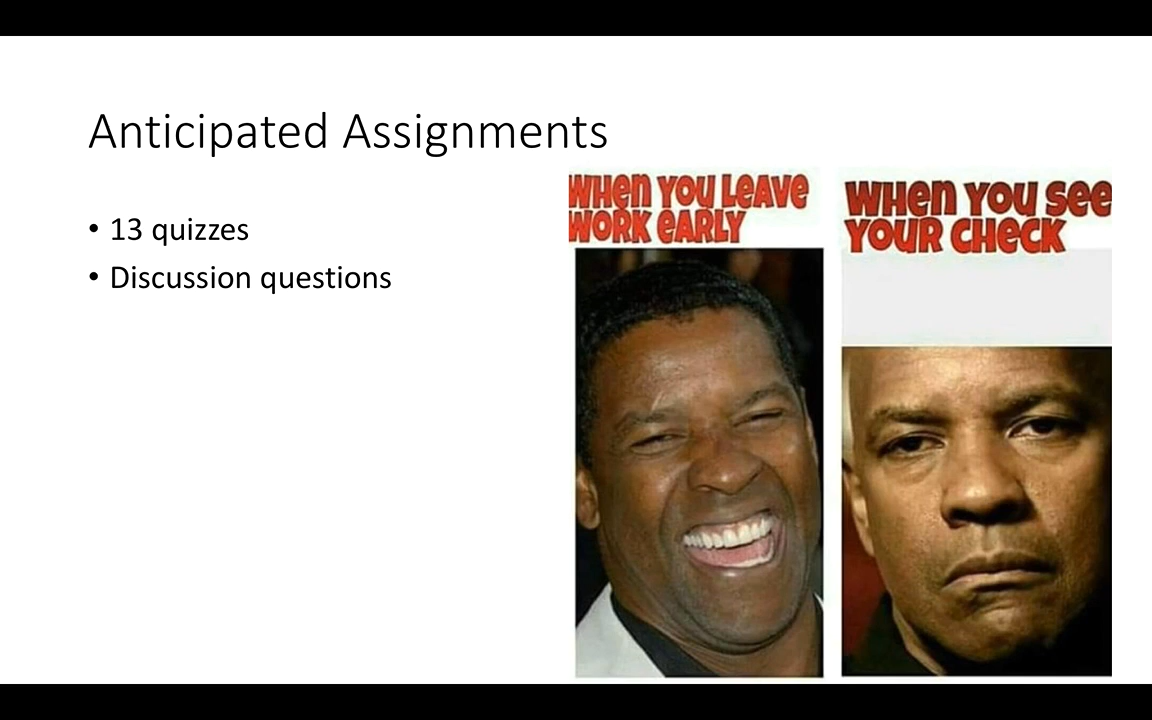 Anticipated Assignments
• 13 quizzes
• Discussion questions
WHen YOU LeAVe
WORK eARLY
WHen YOU see
YOUR CHeCK